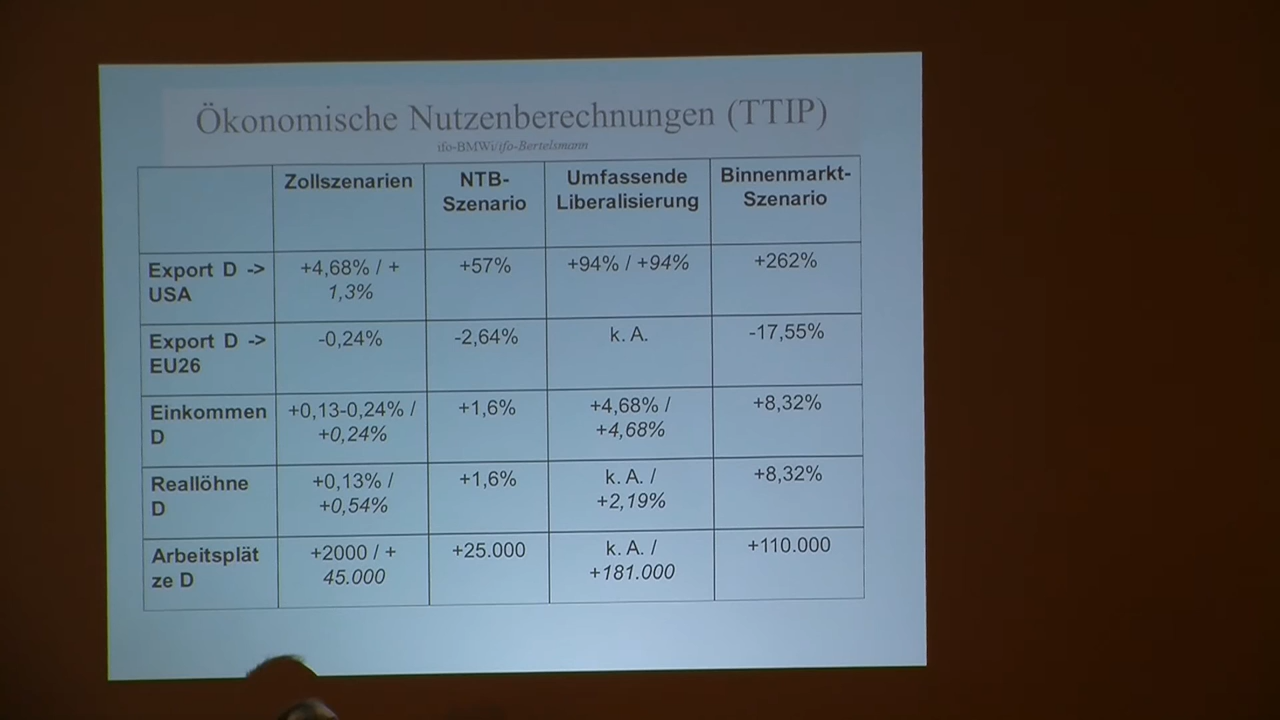 Ökonomische Nutzenberechnungen (TTIP)
ifo-BMWi/ifo-Bertelsmann
Zollszenarien
NTB-
Szenario
Umfassende
Liberalisierung
Binnenmarkt-
Szenario
Export D ->
USA
+4,68% / +
1,3%
+57%
+94% / +94%
+262%
Export D ->
EU26
-0,24%
-2,64%
k. A.
-17,55%
Einkommen
D
+0,13-0,24% /
+0,24%
+1,6%
+4,68% /
+4,68%
+8,32%
Reallöhne
D
+0,13% /
+0,54%
+1,6%
k. A. /
+2,19%
+8,32%
Arbeitsplät
ze D
+2000 / +
45.000
+25.000
k. A. /
+181.000
+110.000